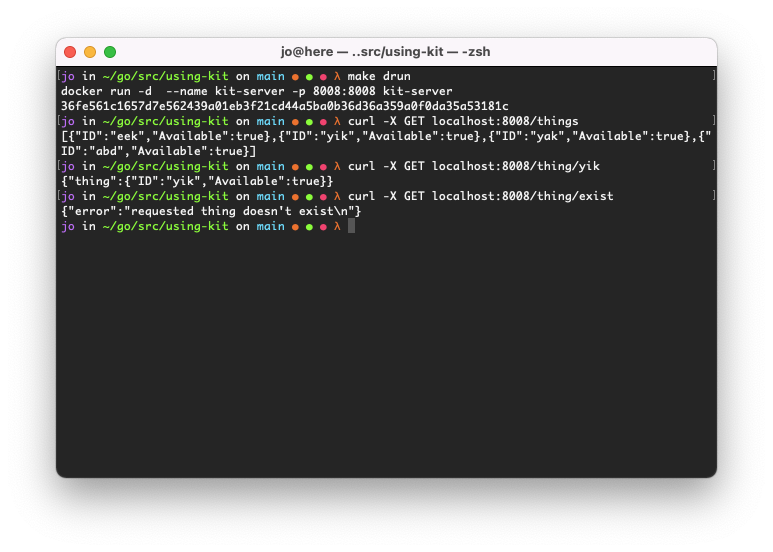 jo@here — ..src/using-kit — -zsh
[jo in ~/go/src/using-kit on main ● ● ● λ make drun ]
docker run -d  --name kit-server -p 8008:8008 kit-server
36fe561c1657d7e562439a01eb3f21cd44a5ba0b36d36a359a0f0da35a53181c
[jo in ~/go/src/using-kit on main ● ● ● λ curl -X GET localhost:8008/things ]
[{"ID":"eek","Available":true},{"ID":"yik","Available":true},{"ID":"yak","Available":true},{"
ID":"abd","Available":true}]
[jo in ~/go/src/using-kit on main ● ● ● λ curl -X GET localhost:8008/thing/yik ]
{"thing":{"ID":"yik","Available":true}}
[jo in ~/go/src/using-kit on main ● ● ● λ curl -X GET localhost:8008/thing/exist ]
{"error":"requested thing doesn't exist\n"}
jo in ~/go/src/using-kit on main ● ● ● λ